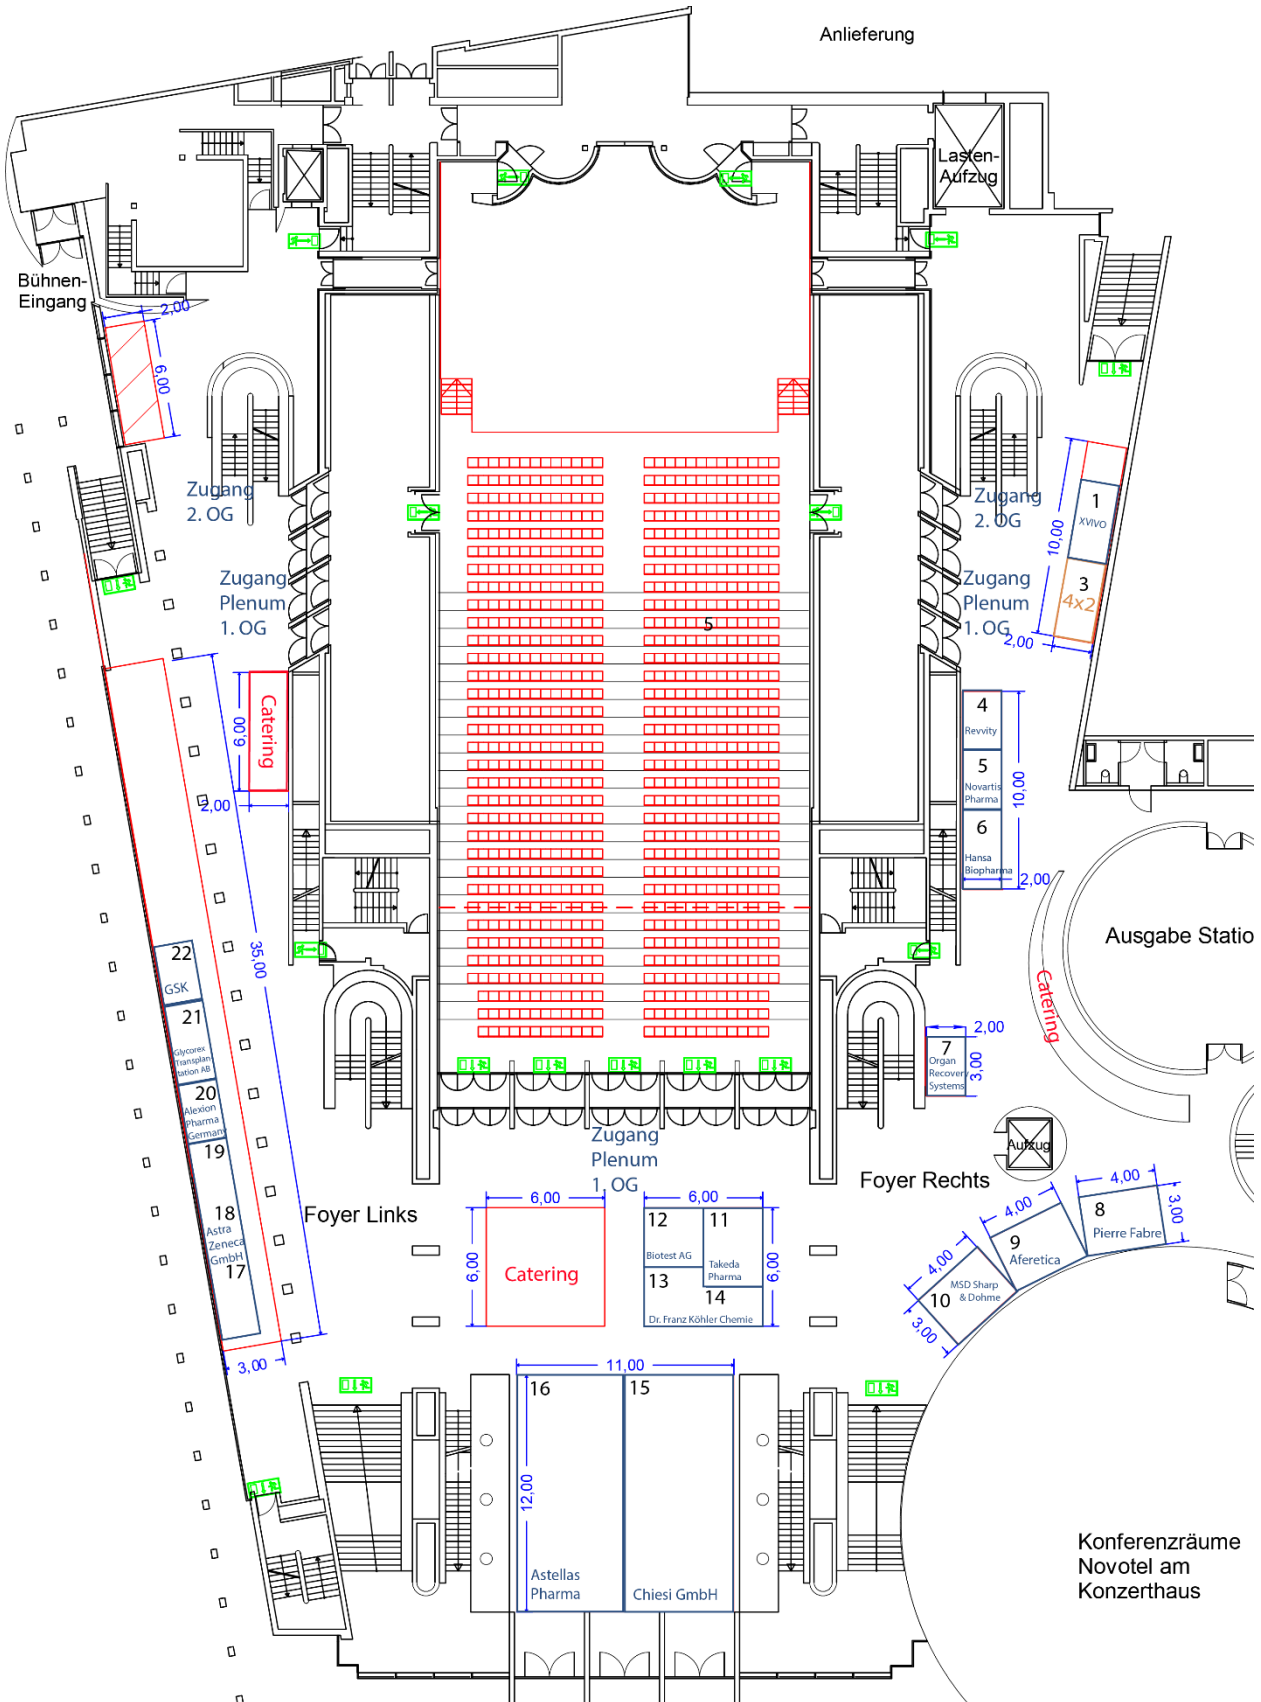 Anlieferung
Lasten-
Aufzug
Bühnen-
Eingang
2,00
6,00
Zugang
2. OG
Zugang
2. OG
1
XVIVO
10,00
Zugang
Plenum
1. OG
Zugang
Plenum
1. OG
3
4x2
2,00
5
Catering
6,00
2,00
4
Revvity
5
Novartis
Pharma
10,00
6
Hansa
Biopharma
2,00
Ausgabe Statio
Catering
35,00
22
GSK
21
Glycorex
Transplan
tation AB
20
Alexion
Pharma
Germany
19
18
Astra
Zeneca
GmbH
17
3,00
2,00
7
Organ
Recovery
Systems
3,00
Aufzug
Zugang
Plenum
1. OG
Foyer Links
Foyer Rechts
6,00
6,00
Catering
6,00
12
Biotest AG
11
Takeda
Pharma
13
14
Dr. Franz Köhler Chemie
6,00
4,00
8
Pierre Fabre
3,00
4,00
9
Aferetica
4,00
MSD Sharp
& Dohme
10
3,00
11,00
16
15
12,00
Astellas
Pharma
Chiesi GmbH
Konferenzräume
Novotel am
Konzerthaus